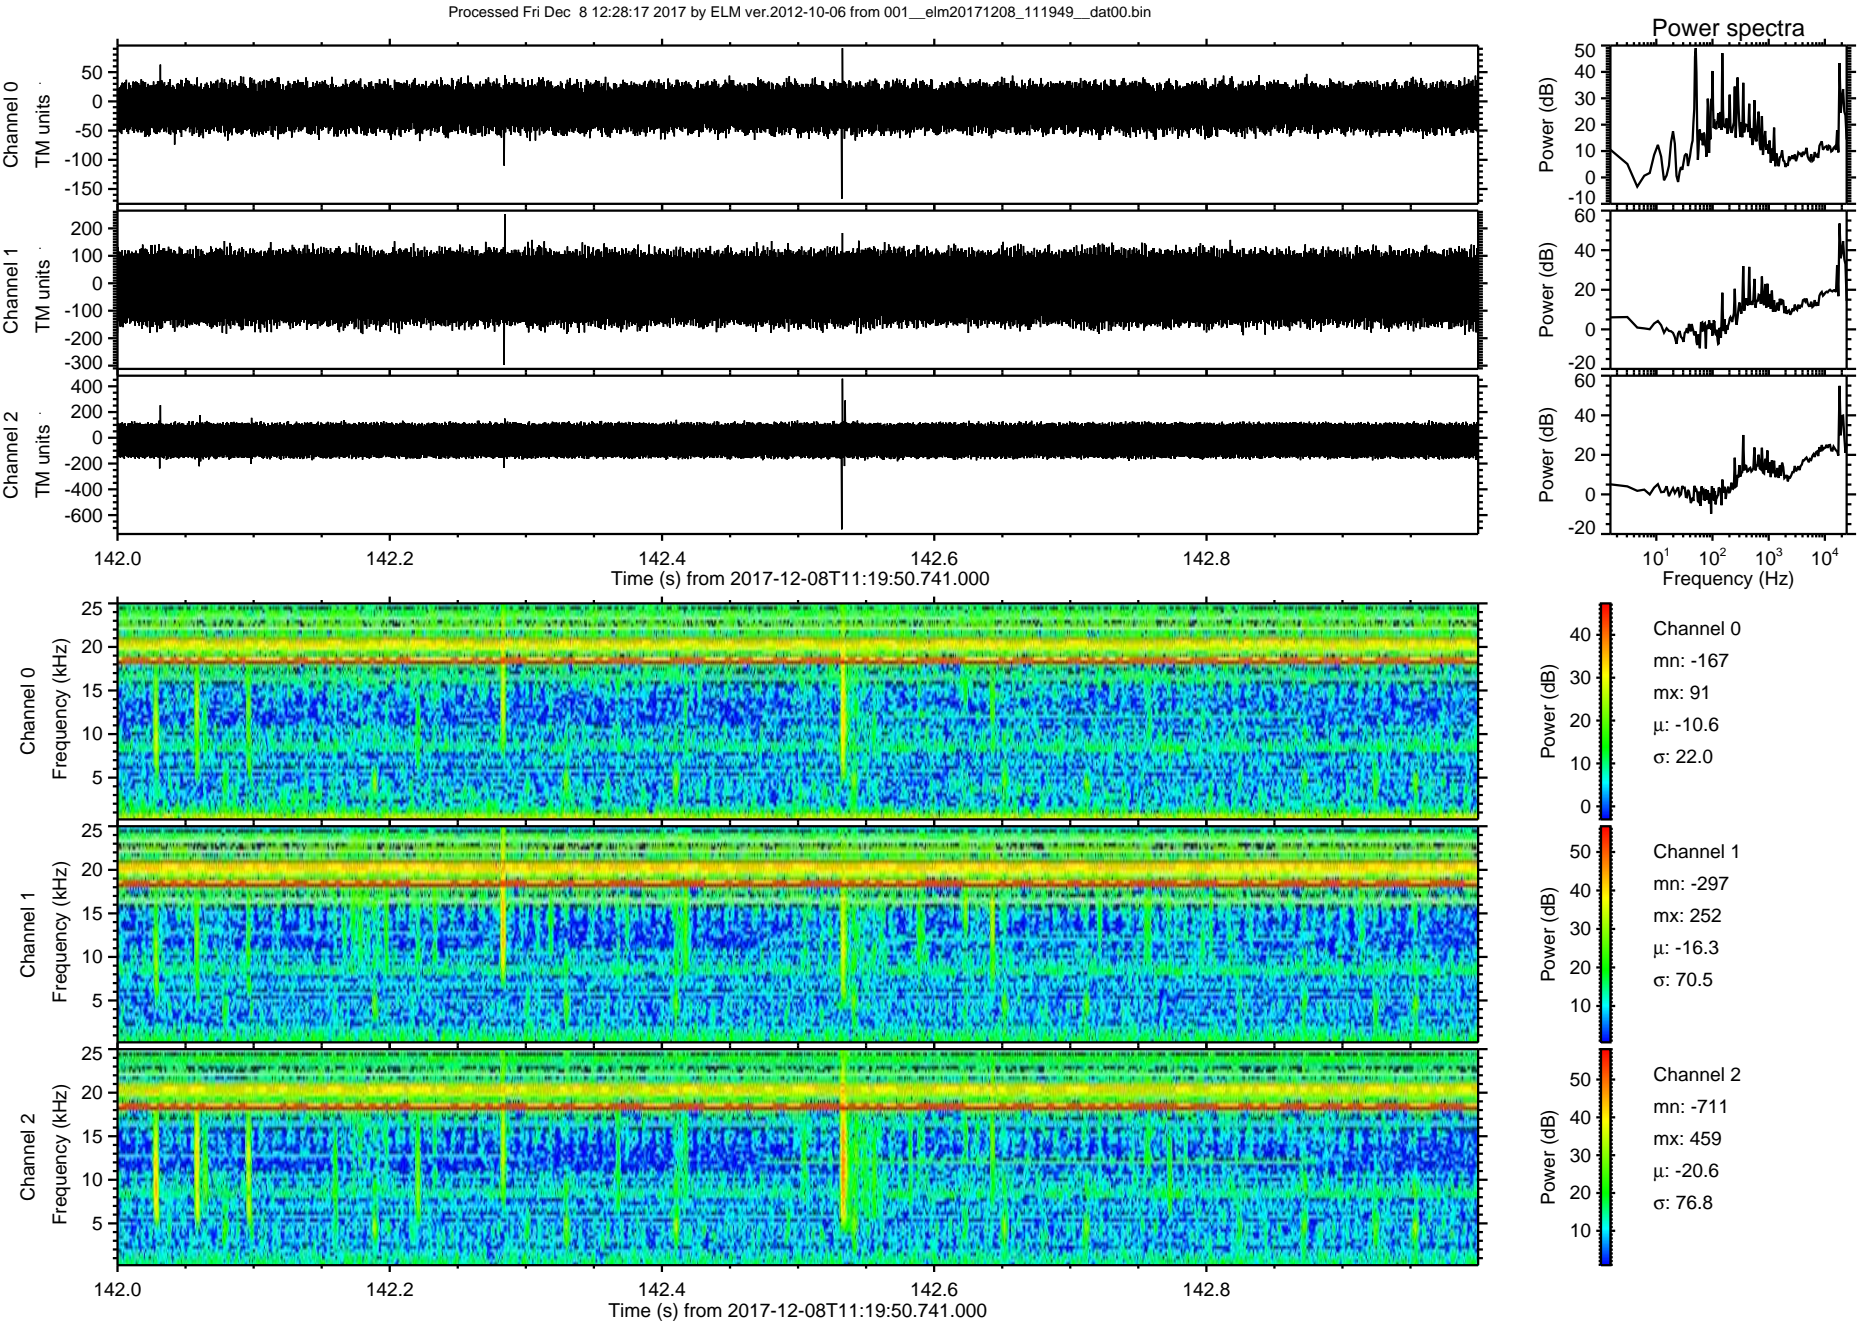 Processed Fri Dec  8 12:28:17 2017 by ELM ver.2012-10-06 from 001__elm20171208_111949__dat00.bin
Power spectra
Channel 0
TM units
50
0
-50
-100
-150
Power (dB)
50
40
30
20
10
0
-10
Channel 1
TM units
200
100
0
-100
-200
-300
Power (dB)
60
40
20
0
-20
Channel 2
TM units
400
200
0
-200
-400
-600
Power (dB)
60
40
20
0
-20
142.0 142.2 142.4 142.6 142.8
Time (s) from 2017-12-08T11:19:50.741.000
10^1 10^2 10^3 10^4
Frequency (Hz)
Channel 0
Frequency (kHz)
25
20
15
10
5
Power (dB)
40
30
20
10
0
Channel 0
mn: -167
mx: 91
μ: -10.6
σ: 22.0
Channel 1
Frequency (kHz)
25
20
15
10
5
Power (dB)
50
40
30
20
10
Channel 1
mn: -297
mx: 252
μ: -16.3
σ: 70.5
Channel 2
Frequency (kHz)
25
20
15
10
5
Power (dB)
50
40
30
20
10
Channel 2
mn: -711
mx: 459
μ: -20.6
σ: 76.8
142.0 142.2 142.4 142.6 142.8
Time (s) from 2017-12-08T11:19:50.741.000